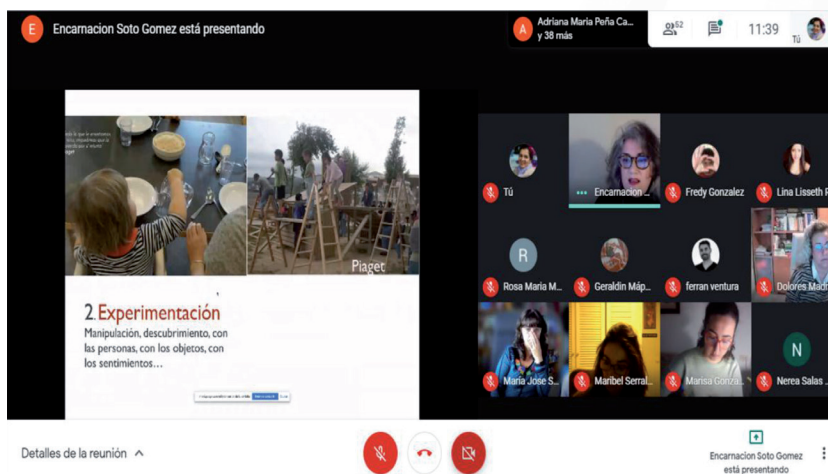 E
Encarnacion Soto Gomez está presentando
A
Adriana Maria Peña Ca...
y 38 más
52
11:39
Tú
Piaget
2. Experimentación
Manipulación, descubrimiento, con
las personas, con los objetos, con
los sentimientos...
Tú
Encarnacion ...
Fredy Gonzalez
Lina Lisseth P
R
Rosa Maria M...
Geraldin Máp...
ferran ventura
Dolores Madr
Maria Jose S...
Maribel Serral...
Marisa Gonza...
N
Nerea Salas ...
Detalles de la reunión
Encarnacion Soto Gomez
está presentando